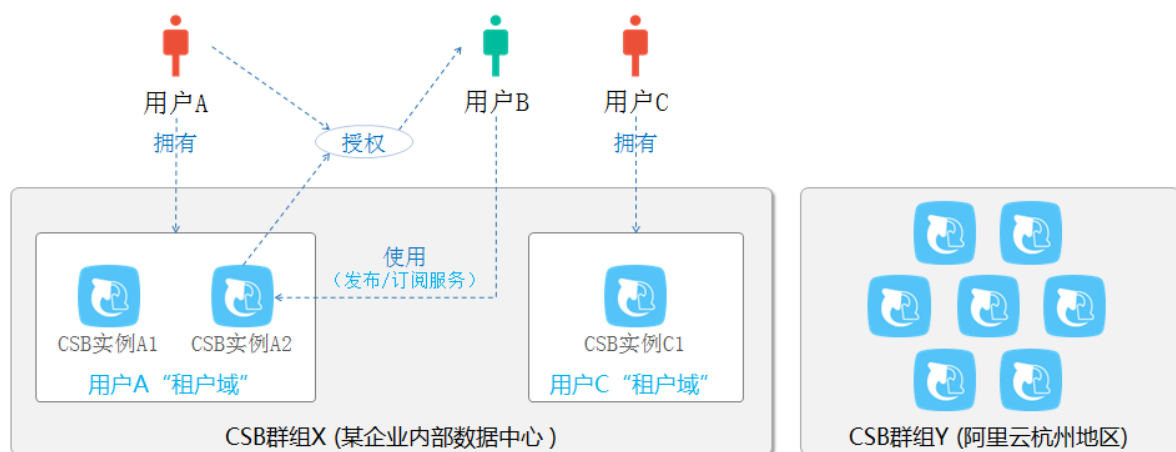 用户A
用户B
用户C
拥有
授权
拥有
使用
（发布/订阅服务）
CSB实例A1
CSB实例A2
CSB实例C1
用户A“租户域”
用户C“租户域”
CSB群组X (某企业内部数据中心 )
CSB群组Y (阿里云杭州地区)